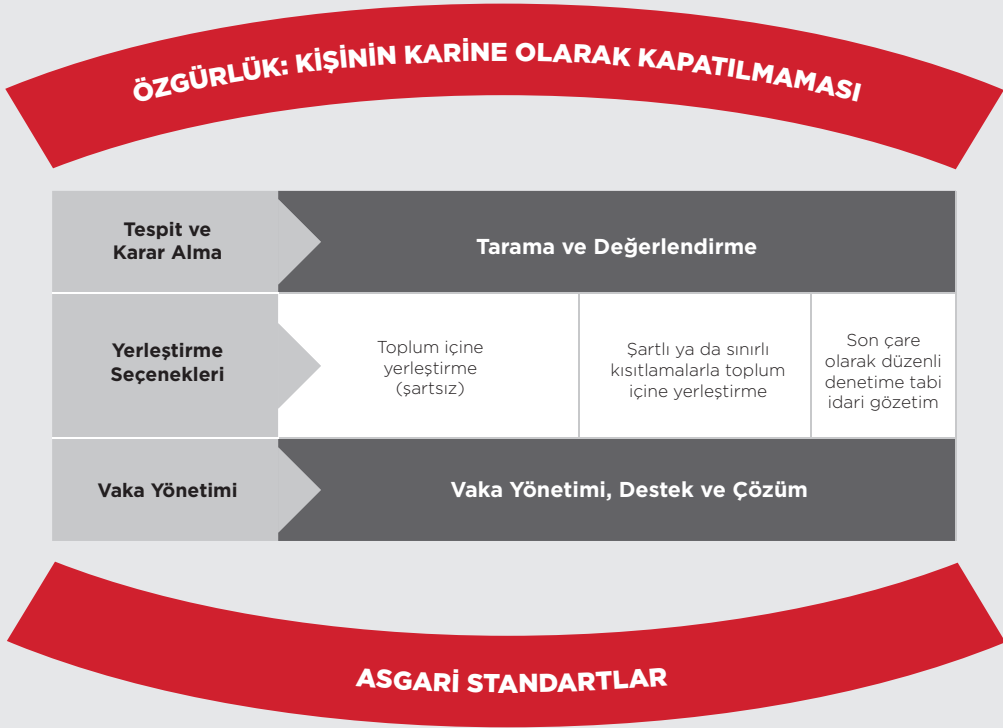 ÖZGÜRLÜK: KİŞİNİN KARİNE OLARAK KAPATILMAMASI
Tespit ve
Karar Alma
Tarama ve Değerlendirme
Yerleştirme
Seçenekleri
Toplum içine
yerleştirme
(şartsız)
Şartlı ya da sınırlı
kısıtlamalarla toplum
içine yerleştirme
Son çare
olarak düzenli
denetime tabi
idari gözetim
Vaka Yönetimi
Vaka Yönetimi, Destek ve Çözüm
ASGARİ STANDARTLAR